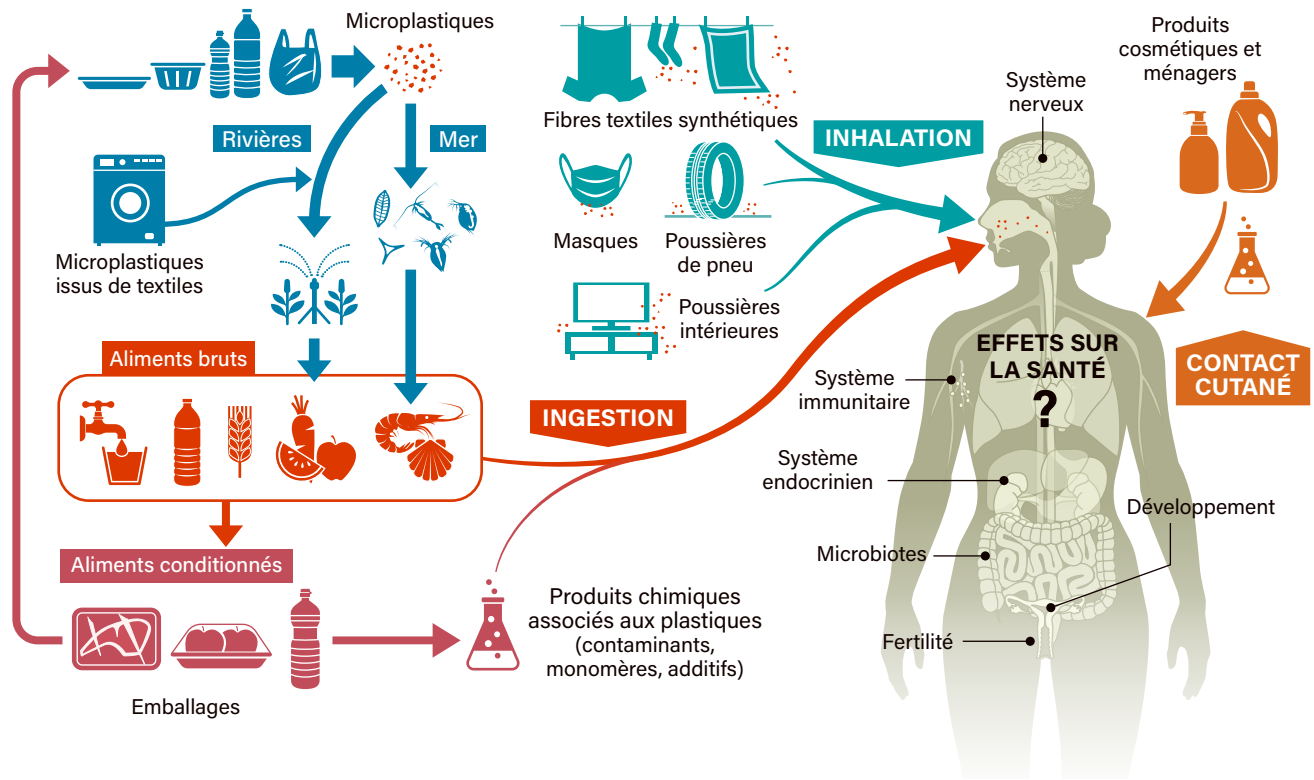 Microplastiques
Rivières
Mer
Microplastiques
issus de textiles
Aliments bruts
Aliments conditionnés
Emballages
Produits chimiques
associés aux plastiques
(contaminants,
monomères, additifs)
INGESTION
Fibres textiles synthétiques
Masques
Poussières
de pneu
Poussières
intérieures
INHALATION
Système
nerveux
Produits
cosmétiques et
ménagers
CONTACT
CUTANÉ
EFFETS SUR
LA SANTÉ
?
Système
immunitaire
Système
endocrinien
Microbiotes
Développement
Fertilité